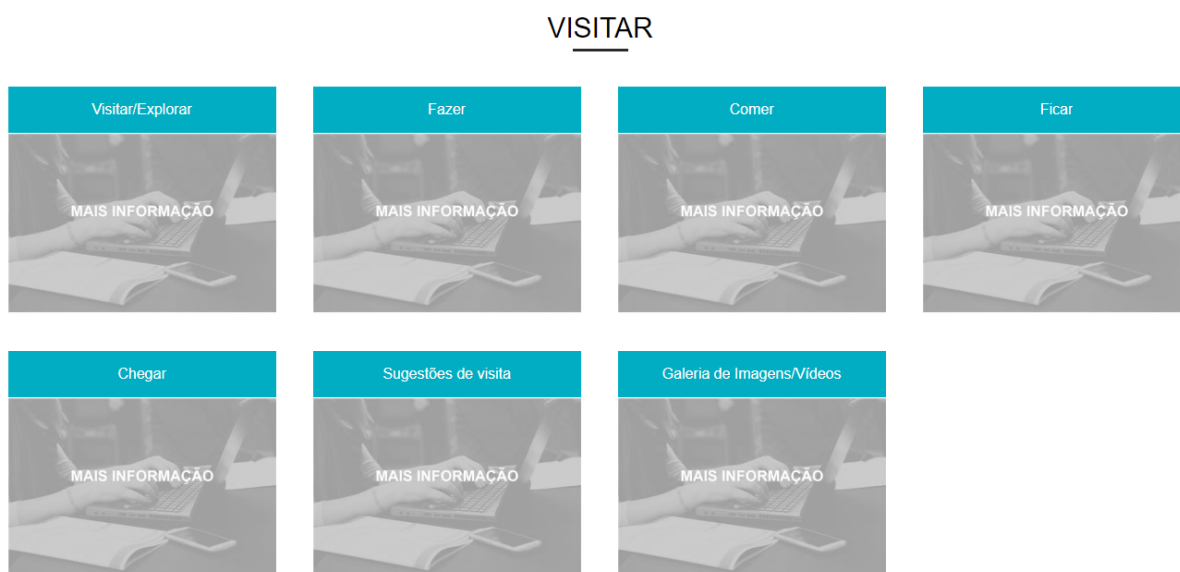 VISITAR
Visitar/Explorar
Fazer
Comer
Ficar
MAIS INFORMAÇÃO
MAIS INFORMAÇÃO
MAIS INFORMAÇÃO
MAIS INFORMAÇÃO
Chegar
Sugestões de visita
Galeria de Imagens/Vídeos
MAIS INFORMAÇÃO
MAIS INFORMAÇÃO
MAIS INFORMAÇÃO